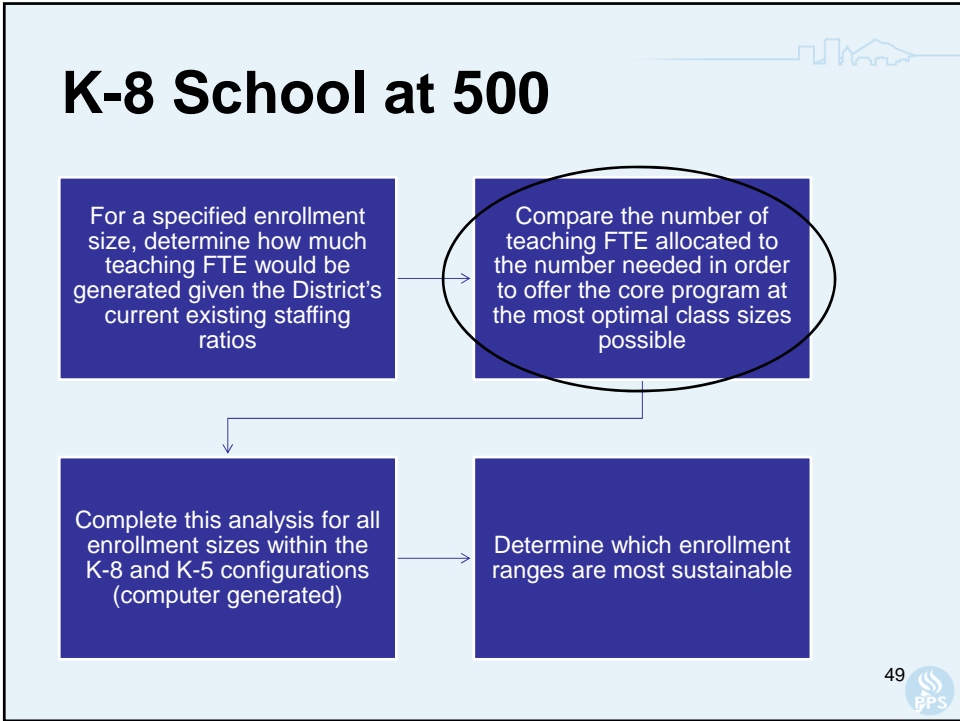 K-8 School at 500
For a specified enrollment
size, determine how much
teaching FTE would be
generated given the District's
current existing staffing
ratios
Compare the number of
teaching FTE allocated to
the number needed in order
to offer the core program at
the most optimal class sizes
possible
Complete this analysis for all
enrollment sizes within the
K-8 and K-5 configurations
(computer generated)
Determine which enrollment
ranges are most sustainable
49
PPS